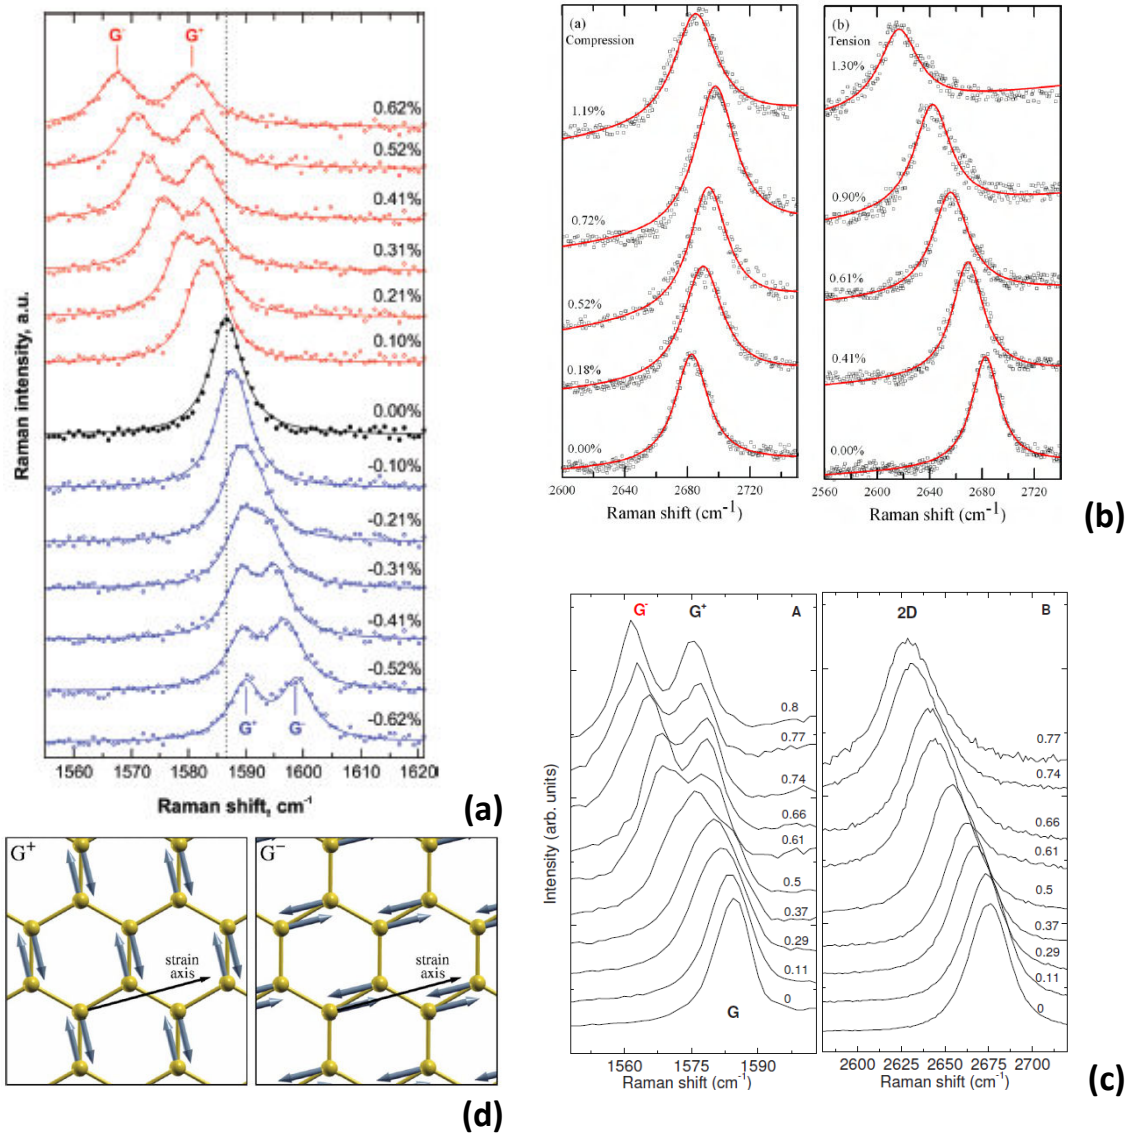 G⁻ G⁺
0.62%
0.52%
0.41%
0.31%
0.21%
0.10%
0.00%
-0.10%
-0.21%
-0.31%
-0.41%
-0.52%
-0.62%
G⁺ G⁻
Raman intensity, a.u.
1560 1570 1580 1590 1600 1610 1620
Raman shift, cm⁻¹
(a)
(a)
Compression
1.19%
0.72%
0.52%
0.18%
0.00%
2600 2640 2680 2720
Raman shift (cm⁻¹)
(b)
Tension
1.30%
0.90%
0.61%
0.41%
0.00%
2560 2600 2640 2680 2720
Raman shift (cm⁻¹)
(b)
G⁻ G⁺ A
0.8
0.77
0.74
0.66
0.61
0.5
0.37
0.29
0.11
0
G
Intensity (arb. units)
1560 1575 1590
Raman shift (cm⁻¹)
2D B
0.77
0.74
0.66
0.61
0.5
0.37
0.29
0.11
0
2600 2625 2650 2675 2700
Raman shift (cm⁻¹)
(c)
G⁺
strain
axis
G⁻
strain
axis
(d)